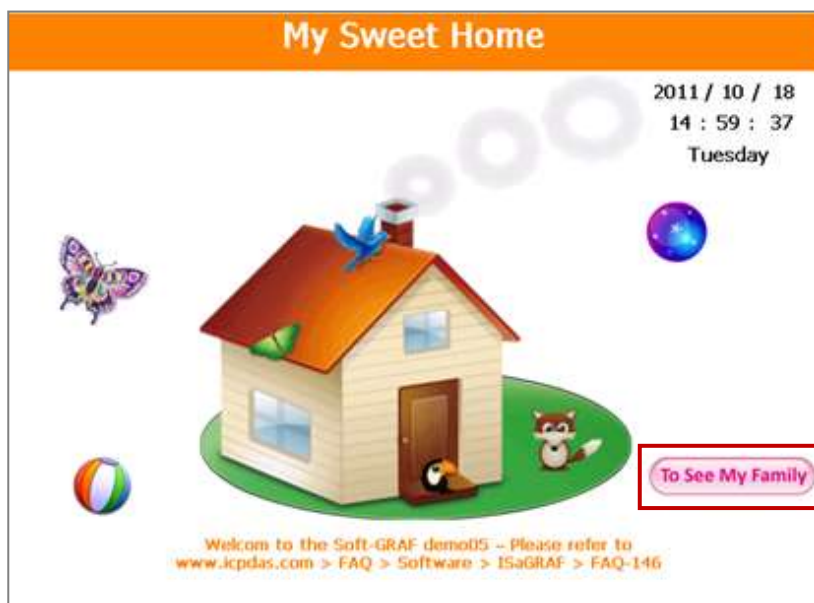 My Sweet Home
2011 / 10 / 18
14 : 59 : 37
Tuesday
To See My Family
Welcom to the Soft-GRAF demo05 – Please refer to
www.icpdas.com > FAQ > Software > ISaGRAF > FAQ-146